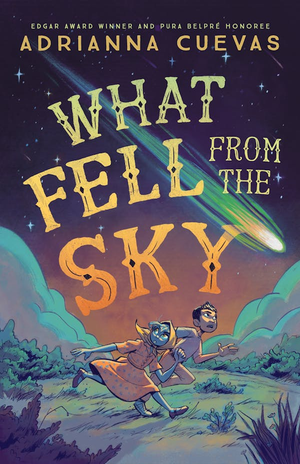 EDGAR AWARD WINNER AND PURA BELPRÉ HONOREE
ADRIANNA CUEVAS
WHAT
FELL
FROM
THE
SKY